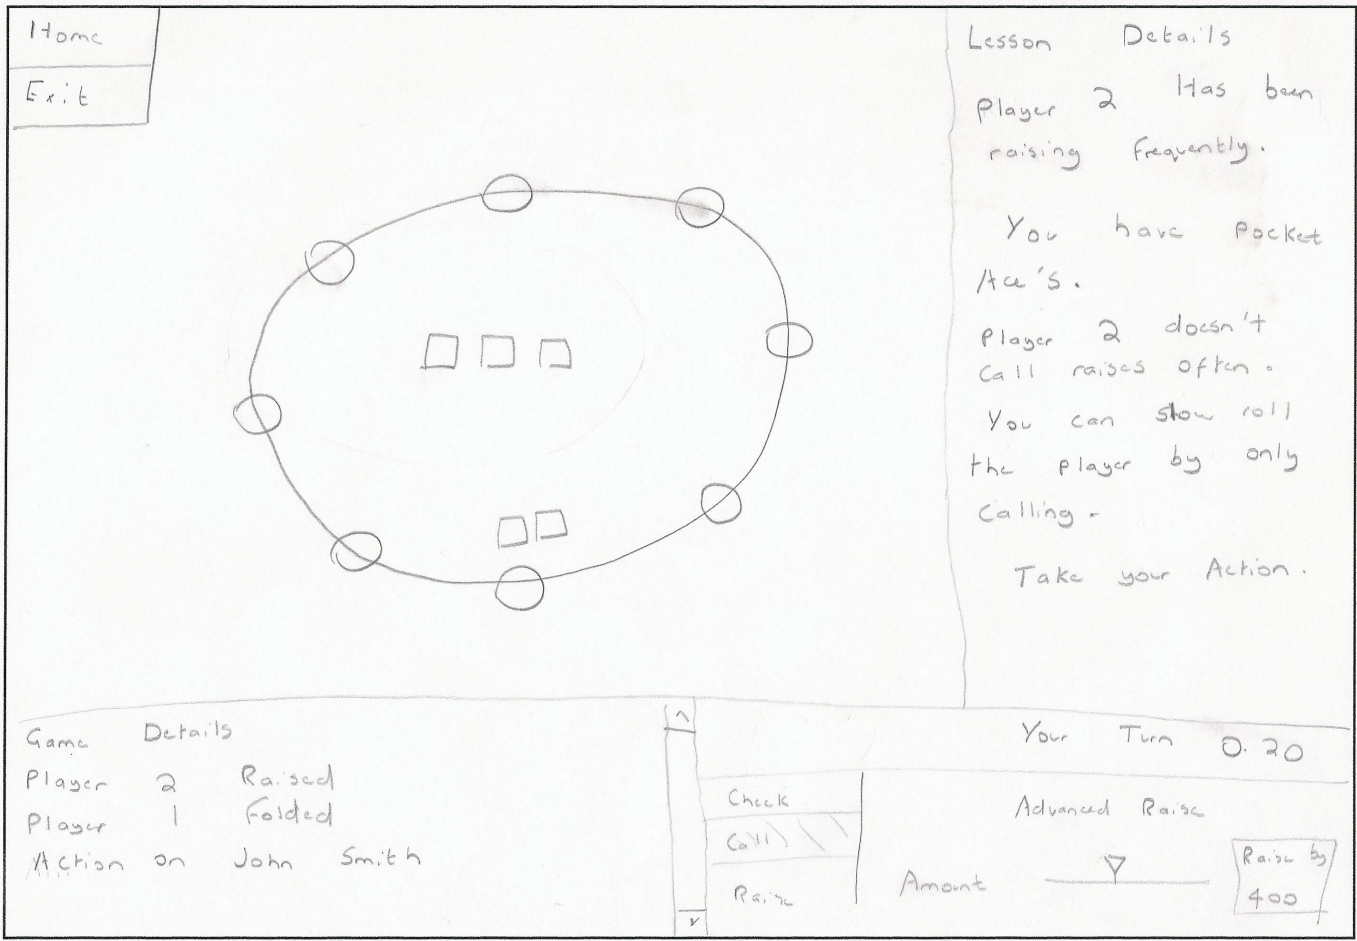 Home
Exit
Lesson Details
Player 2 Has been
raising frequently.
You have pocket
Ace's.
Player 2 doesn't
call raises often.
You can slow roll
the player by only
calling.
Take your Action.
Game Details
Player 2 Raised
Player 1 Folded
Action on John Smith
Your Turn 0.20
Check
Call
Raise
Advanced Raise
Amount
Raise by
400